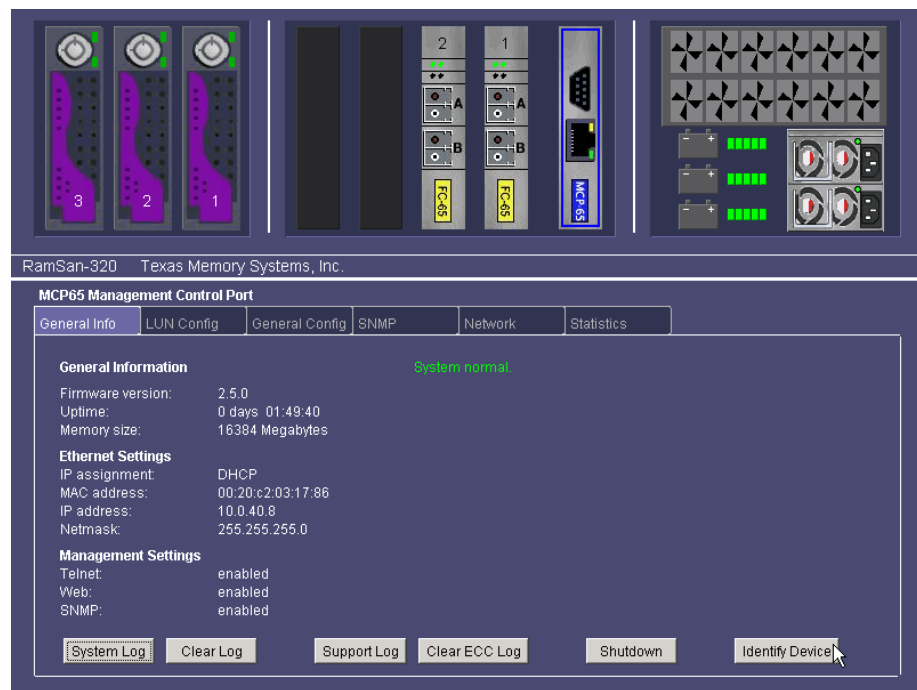 2 1
A A
B B
3 2 1
FC-65 FC-65 MCP-65
- +
- +
- +
RamSan-320 Texas Memory Systems, Inc.
MCP65 Management Control Port
General Info LUN Config General Config SNMP Network Statistics
General Information System normal.
Firmware version: 2.5.0
Uptime: 0 days 01:49:40
Memory size: 16384 Megabytes
Ethernet Settings
IP assignment: DHCP
MAC address: 00:20:c2:03:17:86
IP address: 10.0.40.8
Netmask: 255.255.255.0
Management Settings
Telnet: enabled
Web: enabled
SNMP: enabled
System Log Clear Log Support Log Clear ECC Log Shutdown Identify Device